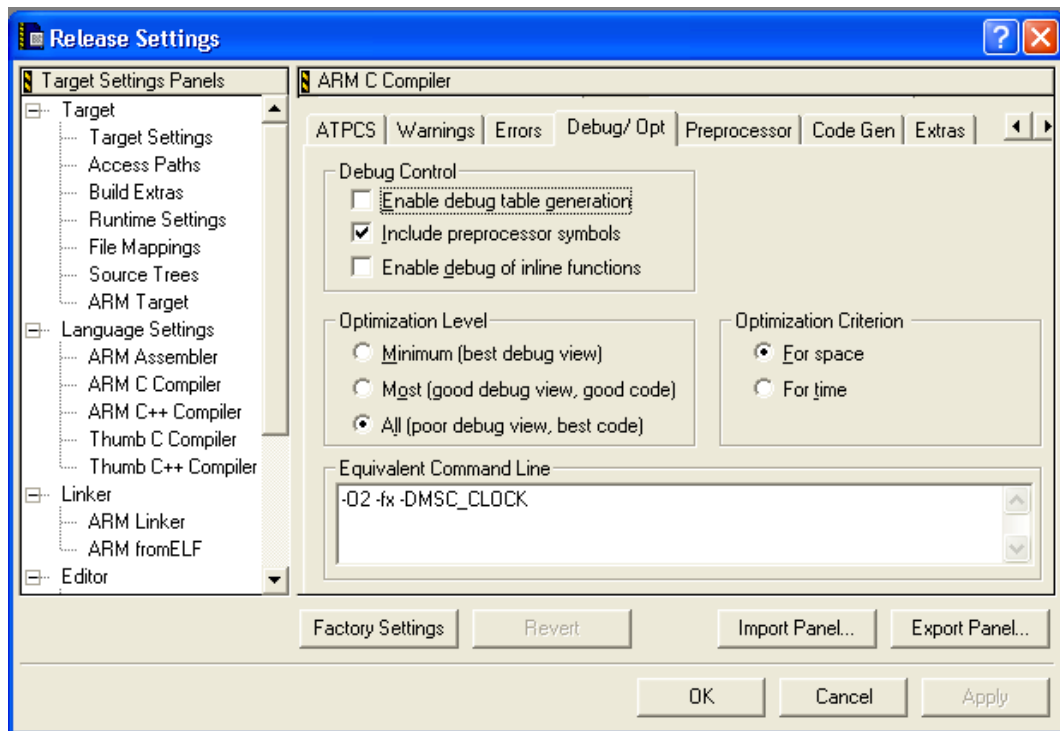 Release Settings
Target Settings Panels
Target
Target Settings
Access Paths
Build Extras
Runtime Settings
File Mappings
Source Trees
ARM Target
Language Settings
ARM Assembler
ARM C Compiler
ARM C++ Compiler
Thumb C Compiler
Thumb C++ Compiler
Linker
ARM Linker
ARM fromELF
Editor
ARM C Compiler
ATPCS Warnings Errors Debug/ Opt Preprocessor Code Gen Extras
Debug Control
Enable debug table generation
Include preprocessor symbols
Enable debug of inline functions
Optimization Level
Minimum (best debug view)
Most (good debug view, good code)
All (poor debug view, best code)
Optimization Criterion
For space
For time
Equivalent Command Line
-O2 -fx -DMSC_CLOCK
Factory Settings Revert Import Panel... Export Panel...
OK Cancel Apply